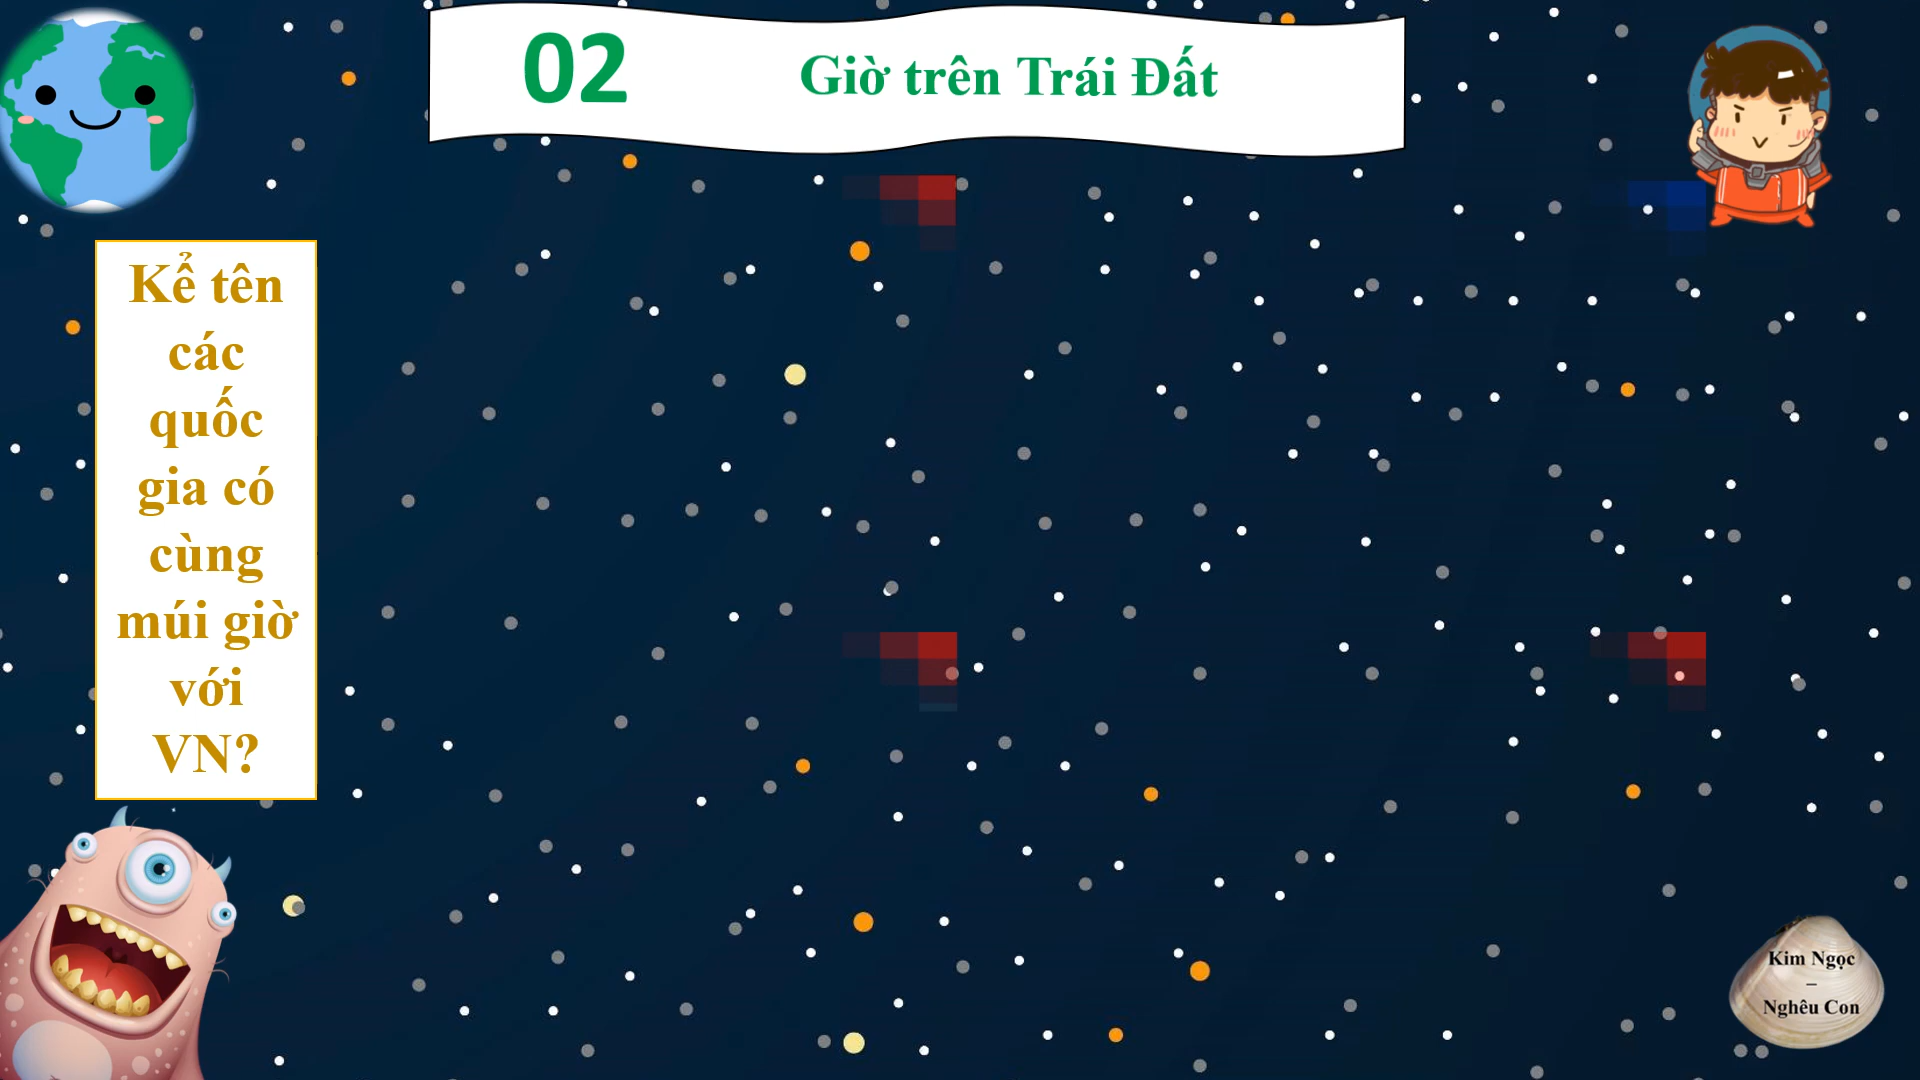 02
Giờ trên Trái Đất
Kể tên
các
quốc
gia có
cùng
múi giờ
với
VN?
Kim Ngọc
–
Nghêu Con